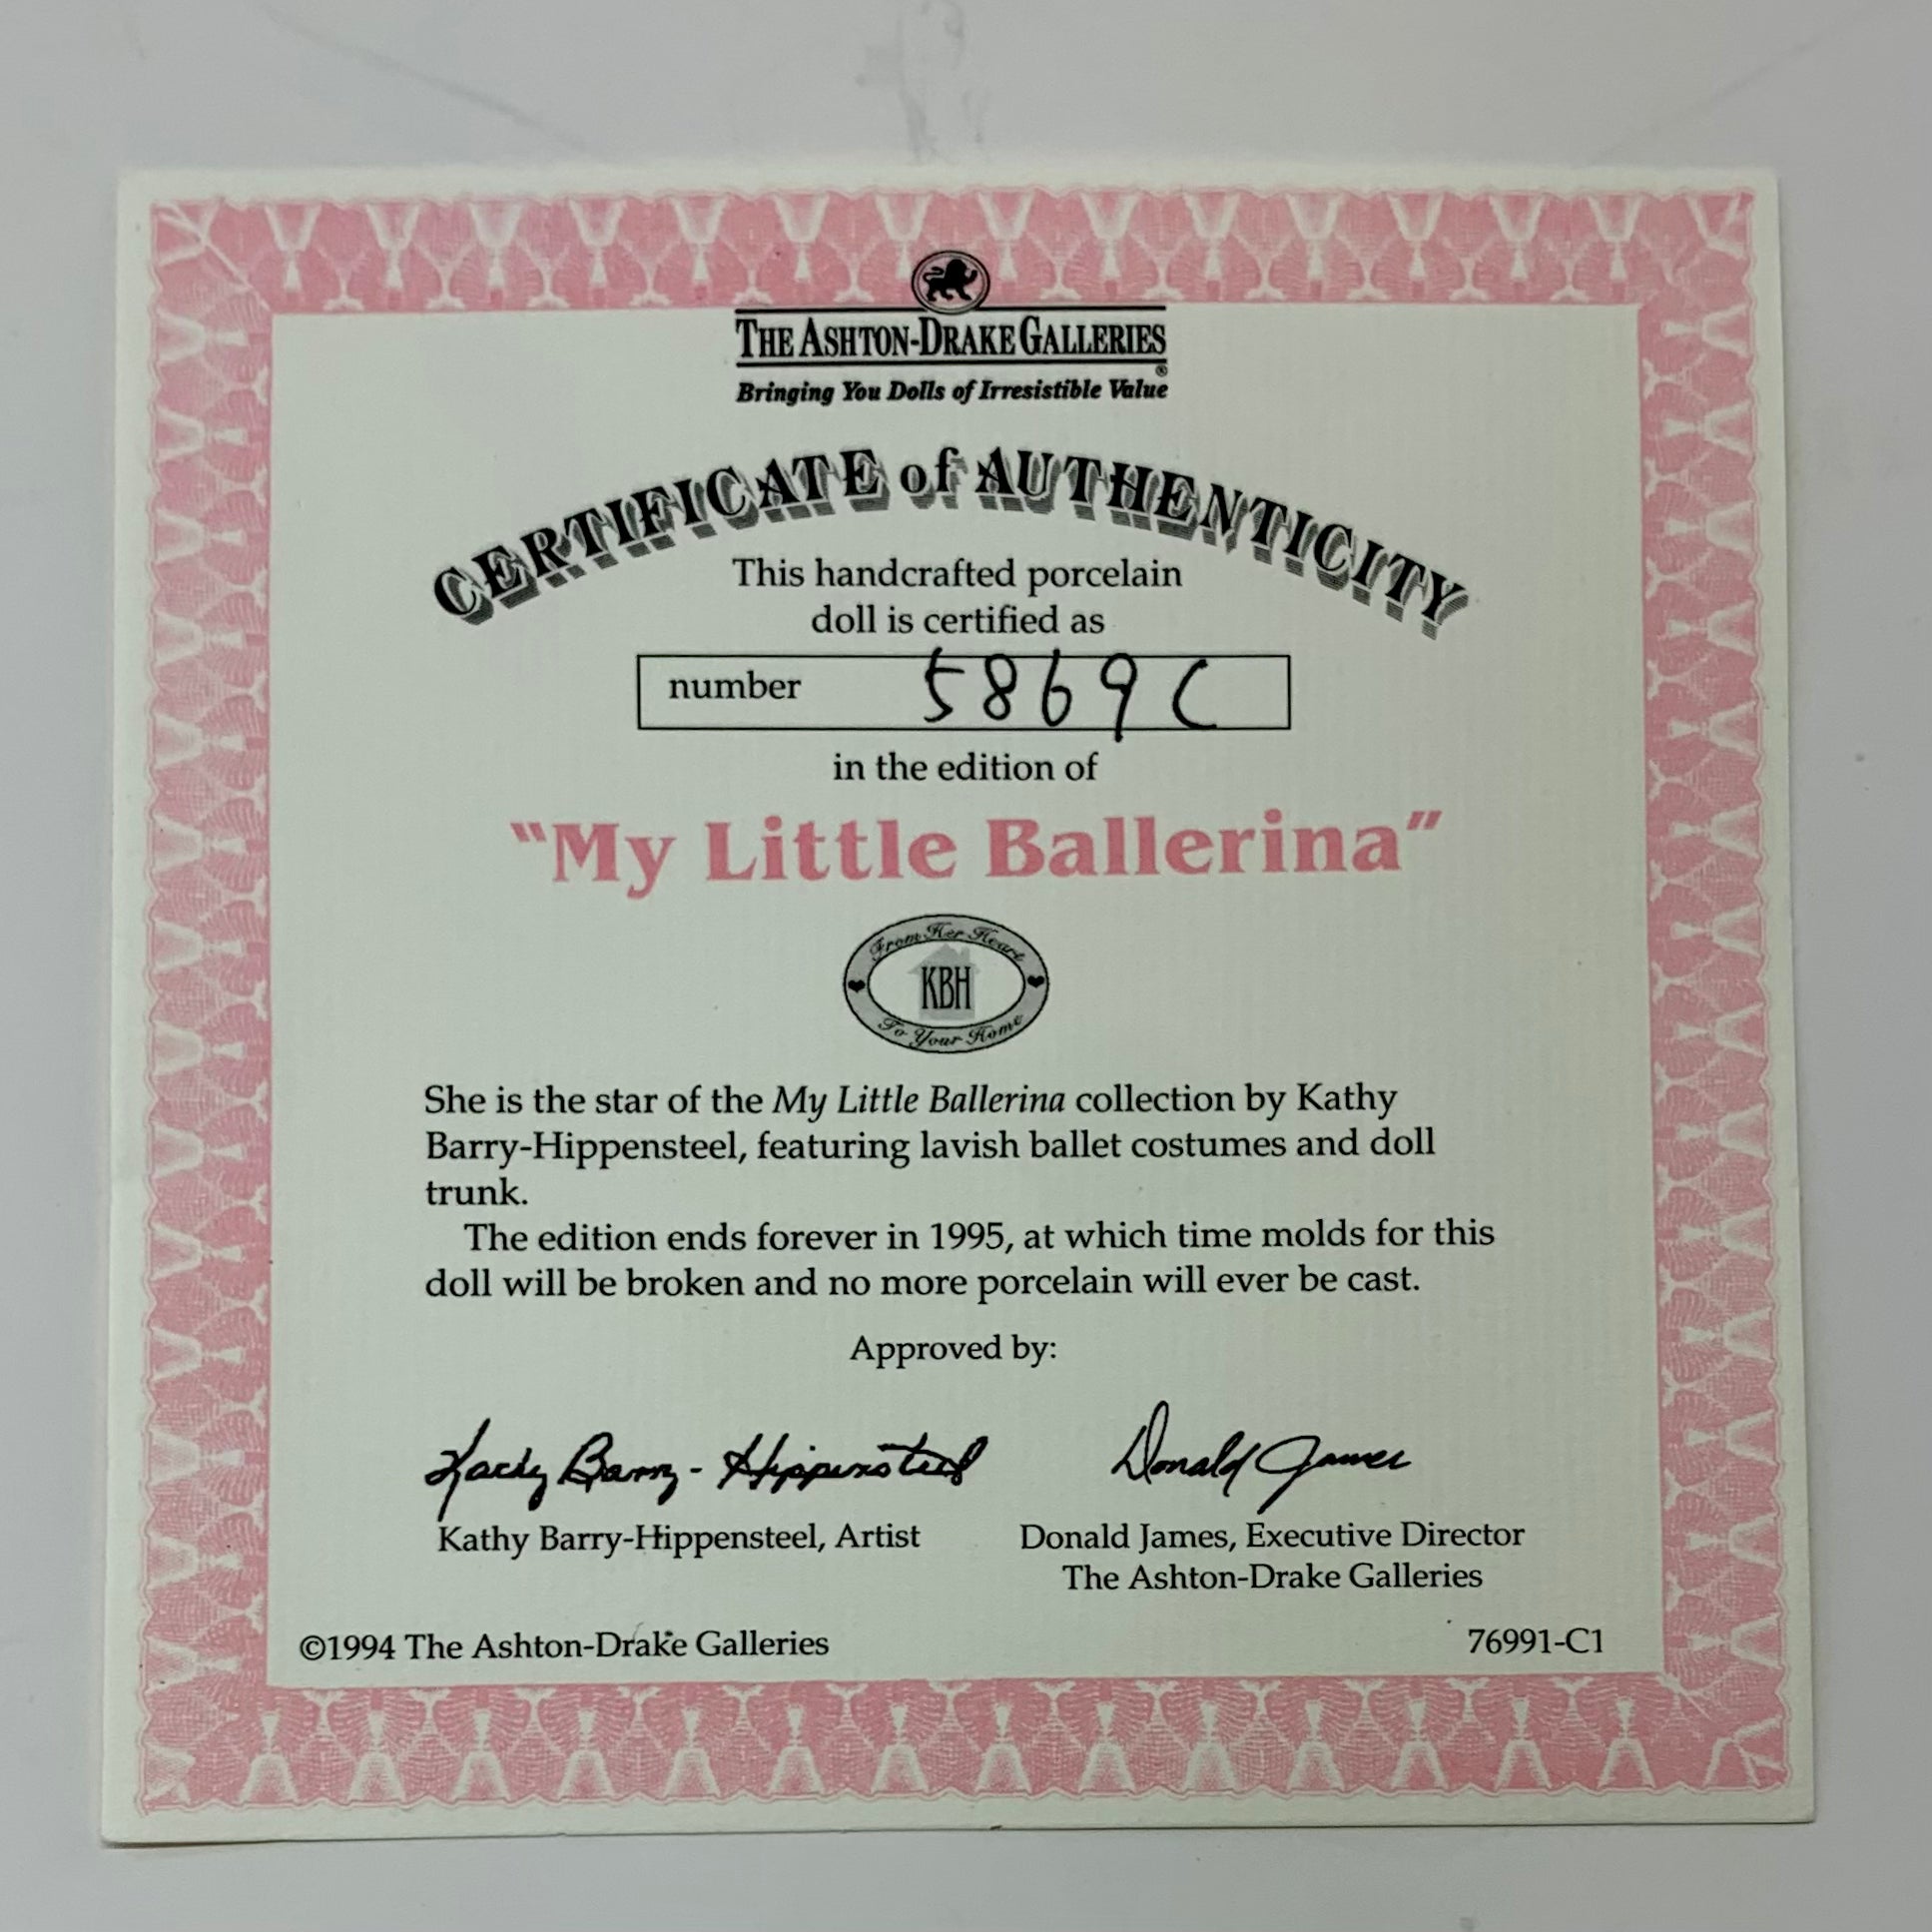 THE ASHTON-DRAKE GALLERIES
®
Bringing You Dolls of Irresistible Value
CERTIFICATE of AUTHENTICITY
This handcrafted porcelain
doll is certified as
number 5869C
in the edition of
"My Little Ballerina"
From Her Heart
KBH
To Your Home
She is the star of the My Little Ballerina collection by Kathy
Barry-Hippensteel, featuring lavish ballet costumes and doll
trunk.
The edition ends forever in 1995, at which time molds for this
doll will be broken and no more porcelain will ever be cast.
Approved by:
Kathy Barry-Hippensteel Donald James
Kathy Barry-Hippensteel, Artist Donald James, Executive Director
The Ashton-Drake Galleries
©1994 The Ashton-Drake Galleries 76991-C1